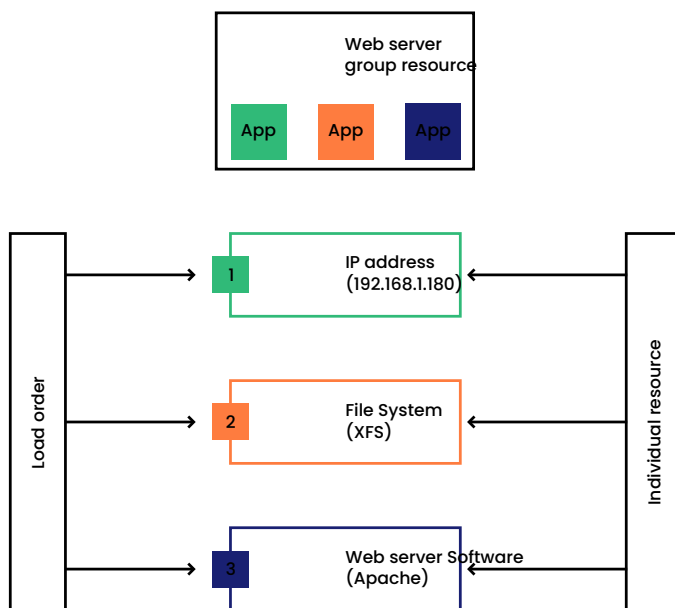 Web server
group resource
App App App
1
IP address
(192.168.1.180)
Load order
Individual resource
2
File System
(XFS)
3
Web server Software
(Apache)